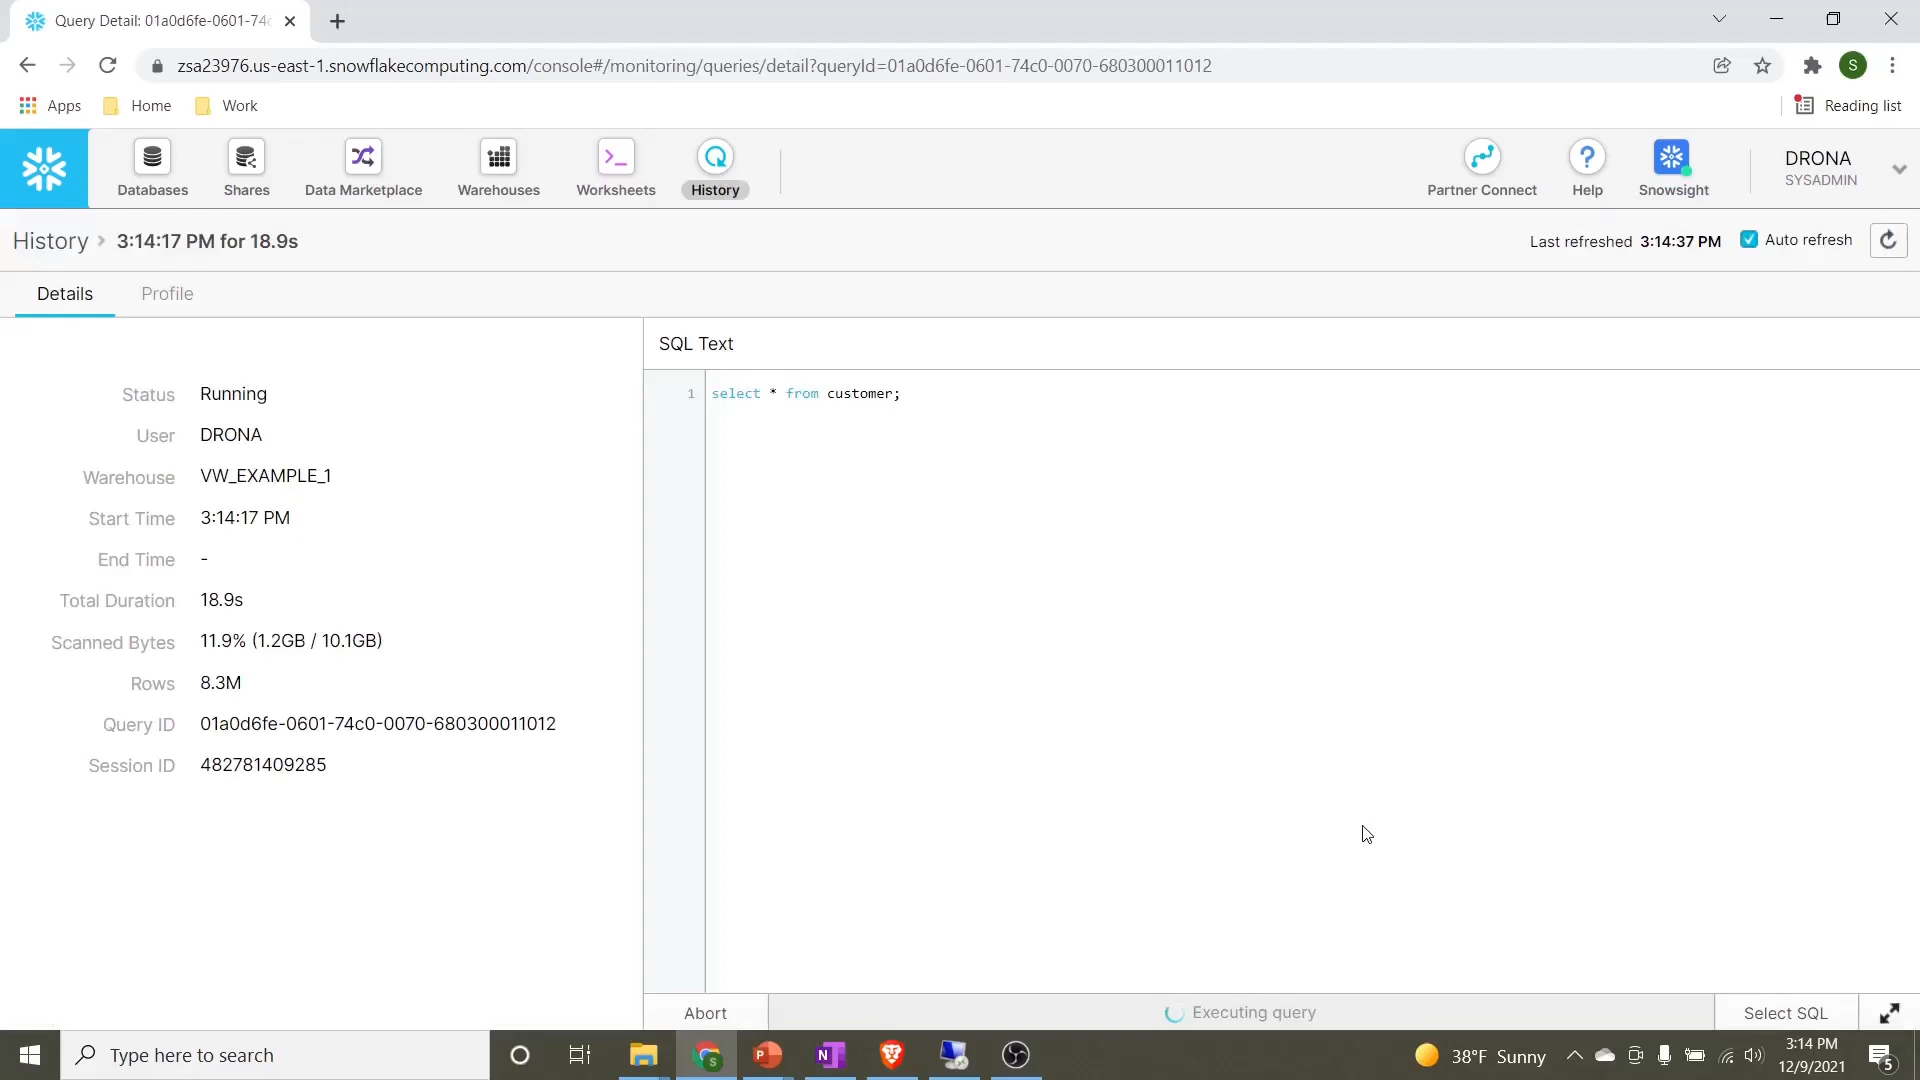 Query Detail: 01a0d6fe-0601-74c
zsa23976.us-east-1.snowflakecomputing.com/console#/monitoring/queries/detail?queryId=01a0d6fe-0601-74c0-0070-680300011012
S
Apps Home Work Reading list
Databases Shares Data Marketplace Warehouses Worksheets History Partner Connect Help Snowsight
DRONA
SYSADMIN
History > 3:14:17 PM for 18.9s
Last refreshed 3:14:37 PM Auto refresh
Details Profile
SQL Text
Status Running
User DRONA
Warehouse VW_EXAMPLE_1
Start Time 3:14:17 PM
End Time -
Total Duration 18.9s
Scanned Bytes 11.9% (1.2GB / 10.1GB)
Rows 8.3M
Query ID 01a0d6fe-0601-74c0-0070-680300011012
Session ID 482781409285
1 select * from customer;
Abort Executing query Select SQL
Type here to search
38°F Sunny
3:14 PM
12/9/2021
5